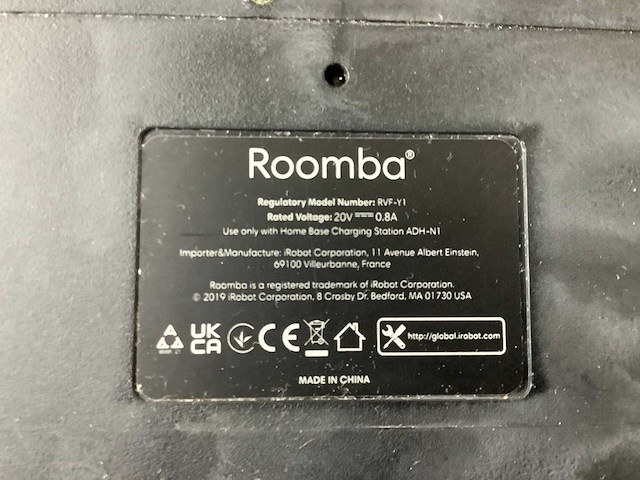 Roomba®
Regulatory Model Number: RVF-Y1
Rated Voltage: 20V ⎓ 0.8A
Use only with Home Base Charging Station ADH-N1
Importer&Manufacture: iRobot Corporation, 11 Avenue Albert Einstein,
69100 Villeurbanne, France
Roomba is a registered trademark of iRobot Corporation.
© 2019 iRobot Corporation, 8 Crosby Dr. Bedford, MA 01730 USA
UK CA CE http://global.irobot.com
MADE IN CHINA